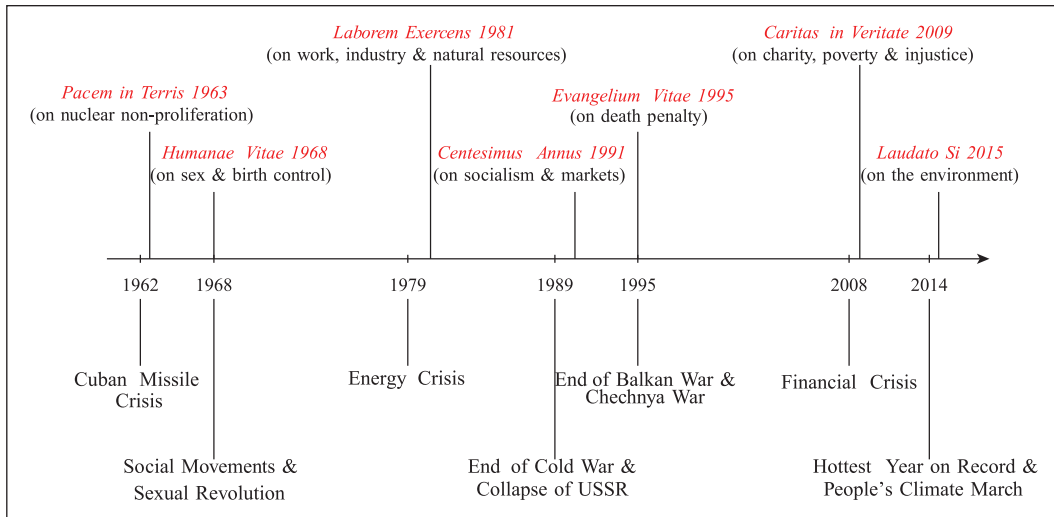 Laborem Exercens 1981
(on work, industry & natural resources)
Caritas in Veritate 2009
(on charity, poverty & injustice)
Pacem in Terris 1963
(on nuclear non-proliferation)
Evangelium Vitae 1995
(on death penalty)
Humanae Vitae 1968
(on sex & birth control)
Centesimus Annus 1991
(on socialism & markets)
Laudato Si 2015
(on the environment)
1962
1968
1979
1989
1995
2008
2014
Cuban Missile
Crisis
Energy Crisis
End of Balkan War &
Chechnya War
Financial Crisis
Social Movements &
Sexual Revolution
End of Cold War &
Collapse of USSR
Hottest Year on Record &
People's Climate March